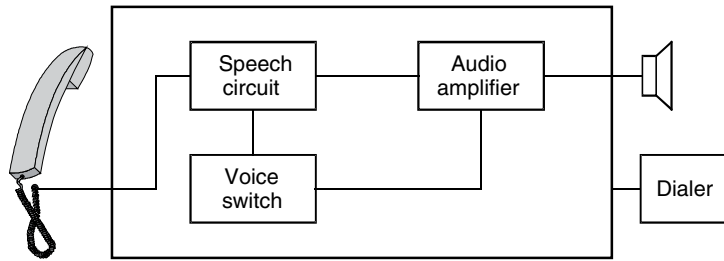 Speech
circuit
Audio
amplifier
Voice
switch
Dialer